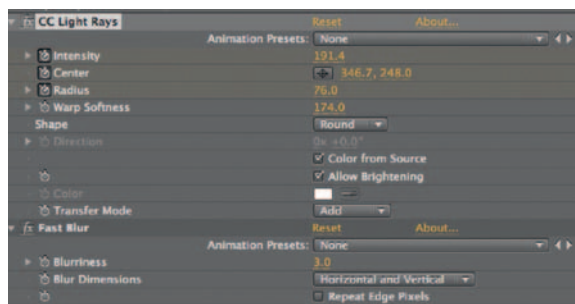 fx CC Light Rays Reset About...
Animation Presets: None
Intensity 191.4
Center 346.7, 248.0
Radius 76.0
Warp Softness 174.0
Shape Round
Direction 0x +0.0°
Color from Source
Allow Brightening
Color
Transfer Mode Add
fx Fast Blur Reset About...
Animation Presets: None
Blurriness 3.0
Blur Dimensions Horizontal and Vertical
Repeat Edge Pixels